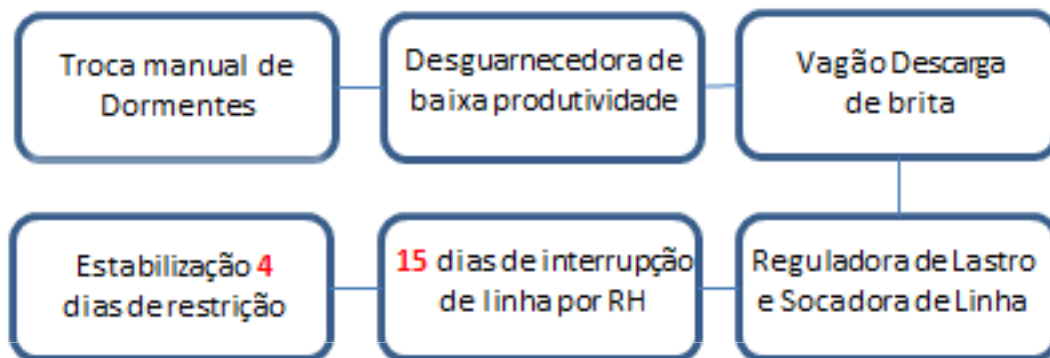 Troca manual de
Dormentes
Desguarnecedora de
baixa produtividade
Vagão Descarga
de brita
Reguladora de Lastro
e Socadora de Linha
15 dias de interrupção
de linha por RH
Estabilização 4
dias de restrição